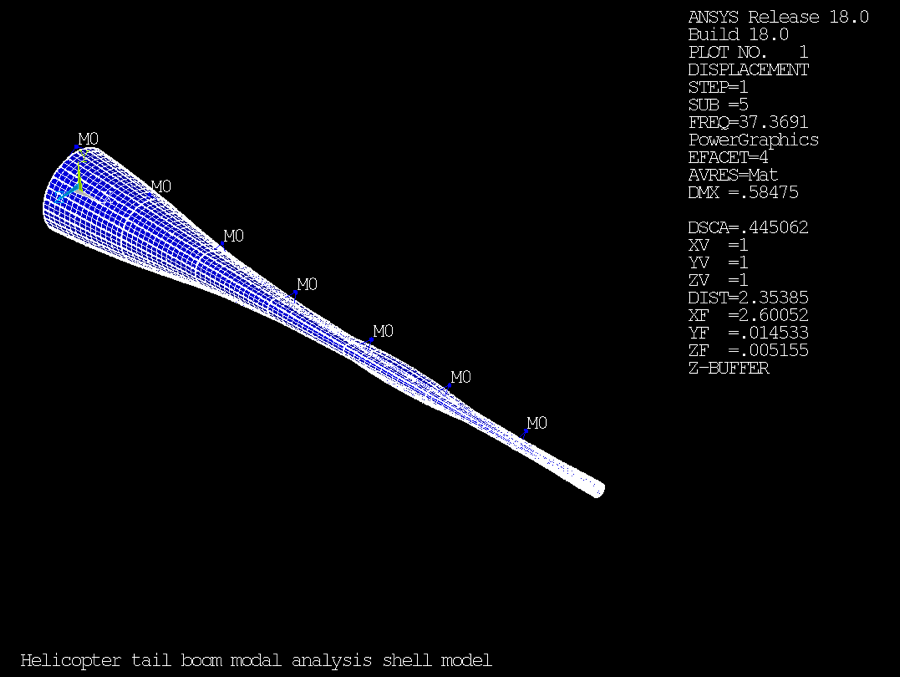 ANSYS Release 18.0
Build 18.0
PLOT NO.   1
DISPLACEMENT
STEP=1
SUB =5
FREQ=37.3691
PowerGraphics
EFACET=4
AVRES=Mat
DMX =.58475
DSCA=.445062
XV  =1
YV  =1
ZV  =1
DIST=2.35385
XF  =2.60052
YF  =.014533
ZF  =.005155
Z-BUFFER
M0
M0
M0
M0
M0
M0
M0
Helicopter tail boom modal analysis shell model